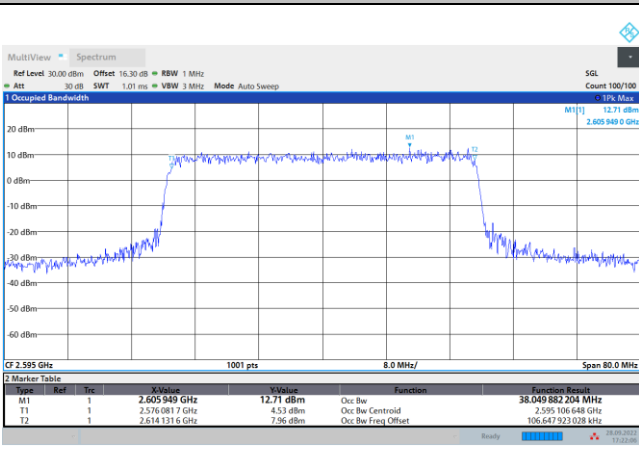 MultiView Spectrum
Ref Level 30.00 dBm Offset 16.30 dB RBW 1 MHz SGL
Att 30 dB SWT 1.01 ms VBW 3 MHz Mode Auto Sweep Count 100/100
1 Occupied Bandwidth 1Pk Max
M1[1] 12.71 dBm
2.605 949 0 GHz
20 dBm
M1
T2
10 dBm
T1
0 dBm
-10 dBm
-20 dBm
-30 dBm
-40 dBm
-60 dBm
CF 2.595 GHz 1001 pts 8.0 MHz/ Span 80.0 MHz
2 Marker Table
Type Ref Trc X-Value Y-Value Function Function Result
M1 1 2.605 949 GHz 12.71 dBm Occ Bw 38.049 882 204 MHz
T1 1 2.576 081 7 GHz 4.53 dBm Occ Bw Centroid 2.595 106 648 GHz
T2 1 2.614 131 6 GHz 7.96 dBm Occ Bw Freq Offset 106.647 923 028 kHz
Ready